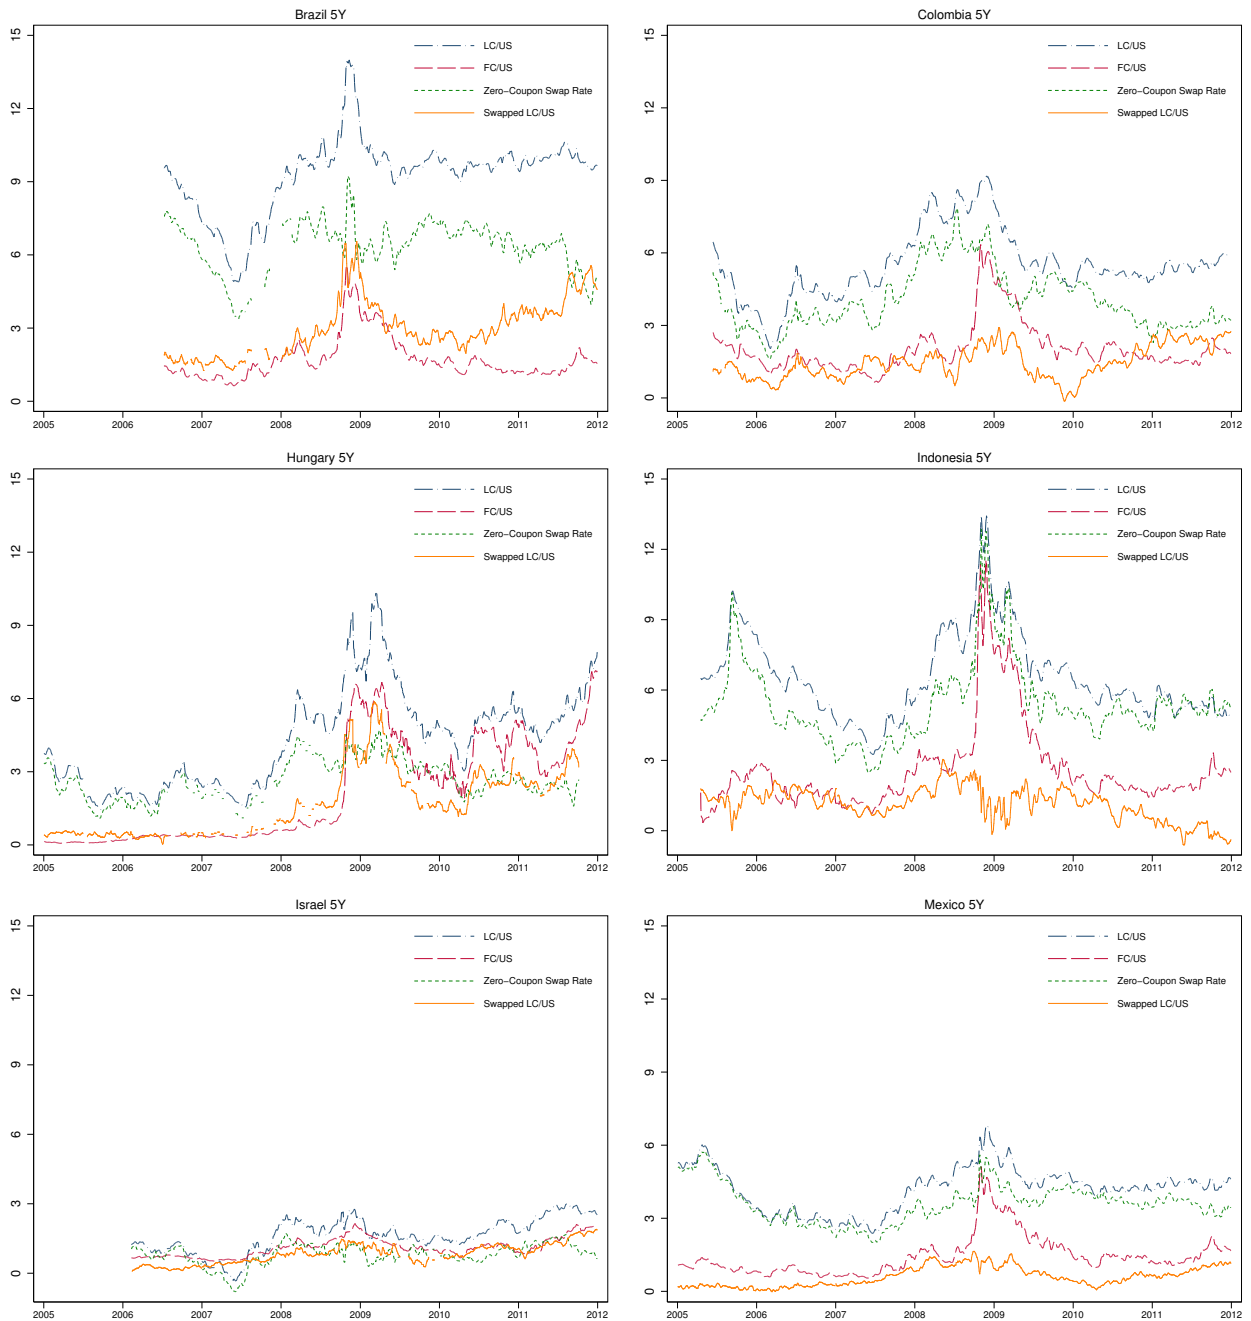 Brazil 5Y
15
12
9
6
3
0
LC/US
FC/US
Zero−Coupon Swap Rate
Swapped LC/US
2005 2006 2007 2008 2009 2010 2011 2012
Colombia 5Y
15
12
9
6
3
0
LC/US
FC/US
Zero−Coupon Swap Rate
Swapped LC/US
2005 2006 2007 2008 2009 2010 2011 2012
Hungary 5Y
15
12
9
6
3
0
LC/US
FC/US
Zero−Coupon Swap Rate
Swapped LC/US
2005 2006 2007 2008 2009 2010 2011 2012
Indonesia 5Y
15
12
9
6
3
0
LC/US
FC/US
Zero−Coupon Swap Rate
Swapped LC/US
2005 2006 2007 2008 2009 2010 2011 2012
Israel 5Y
15
12
9
6
3
0
LC/US
FC/US
Zero−Coupon Swap Rate
Swapped LC/US
2005 2006 2007 2008 2009 2010 2011 2012
Mexico 5Y
15
12
9
6
3
0
LC/US
FC/US
Zero−Coupon Swap Rate
Swapped LC/US
2005 2006 2007 2008 2009 2010 2011 2012